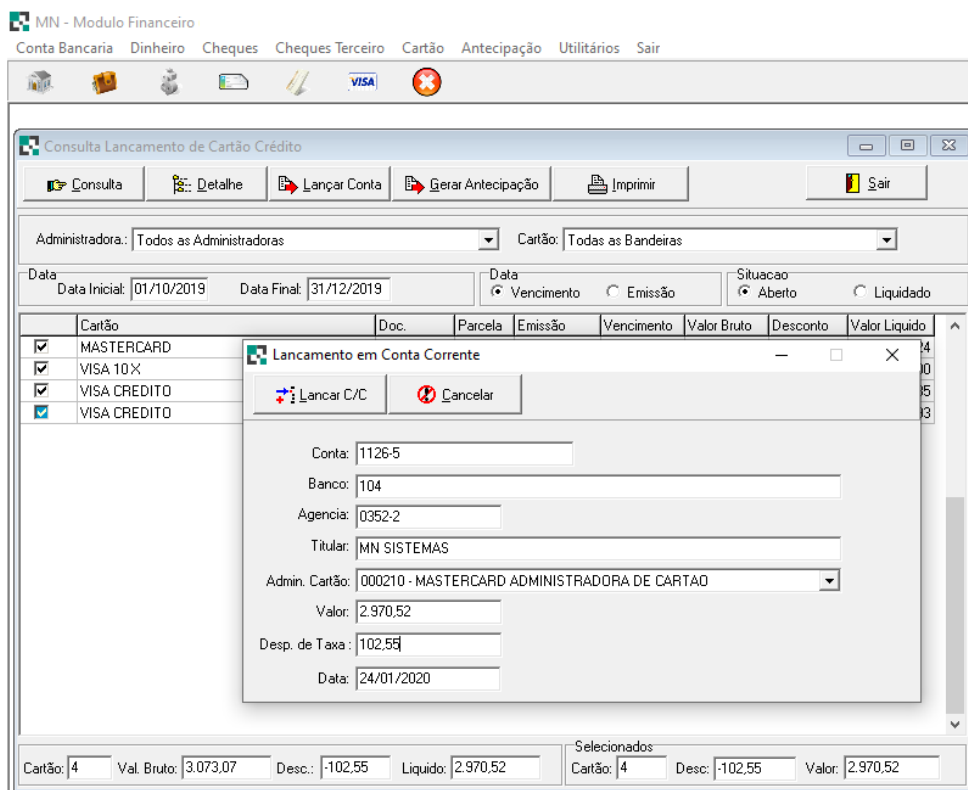 MN - Modulo Financeiro
Conta Bancaria Dinheiro Cheques Cheques Terceiro Cartão Antecipação Utilitários Sair
VISA
Consulta Lancamento de Cartão Crédito
Consulta Detalhe Lançar Conta Gerar Antecipação Imprimir Sair
Administradora.: Todos as Administradoras Cartão: Todas as Bandeiras
Data Data Situacao
Data Inicial: 01/10/2019 Data Final: 31/12/2019 Vencimento Emissão Aberto Liquidado
Cartão Doc. Parcela Emissão Vencimento Valor Bruto Desconto Valor Liquido
MASTERCARD
VISA 10X
VISA CREDITO
VISA CREDITO
Lancamento em Conta Corrente
Lancar C/C Cancelar
Conta: 1126-5
Banco: 104
Agencia: 0352-2
Titular: MN SISTEMAS
Admin. Cartão: 000210 - MASTERCARD ADMINISTRADORA DE CARTAO
Valor: 2.970,52
Desp. de Taxa : 102,55
Data: 24/01/2020
Selecionados
Cartão: 4 Val. Bruto: 3.073,07 Desc.: -102,55 Liquido: 2.970,52 Cartão: 4 Desc: -102,55 Valor: 2.970,52